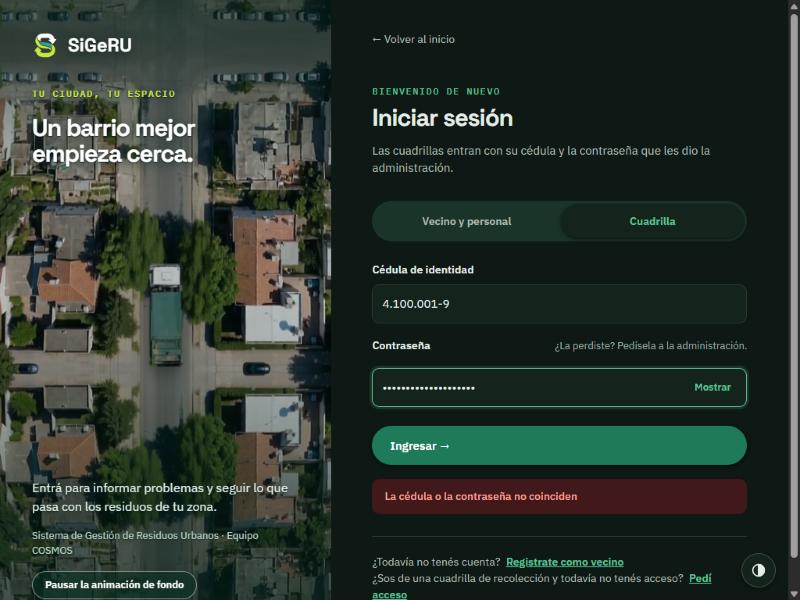 SiGeRU
TU CIUDAD, TU ESPACIO
Un barrio mejor
empieza cerca.
Entrá para informar problemas y seguir lo que
pasa con los residuos de tu zona.
Sistema de Gestión de Residuos Urbanos · Equipo
COSMOS
Pausar la animación de fondo
← Volver al inicio
BIENVENIDO DE NUEVO
Iniciar sesión
Las cuadrillas entran con su cédula y la contraseña que les dio la
administración.
Vecino y personal
Cuadrilla
Cédula de identidad
4.100.001-9
Contraseña
¿La perdiste? Pedísela a la administración.
••••••••••••••••••••
Mostrar
Ingresar →
La cédula o la contraseña no coinciden
¿Todavía no tenés cuenta? Registrate como vecino
¿Sos de una cuadrilla de recolección y todavía no tenés acceso? Pedí
acceso